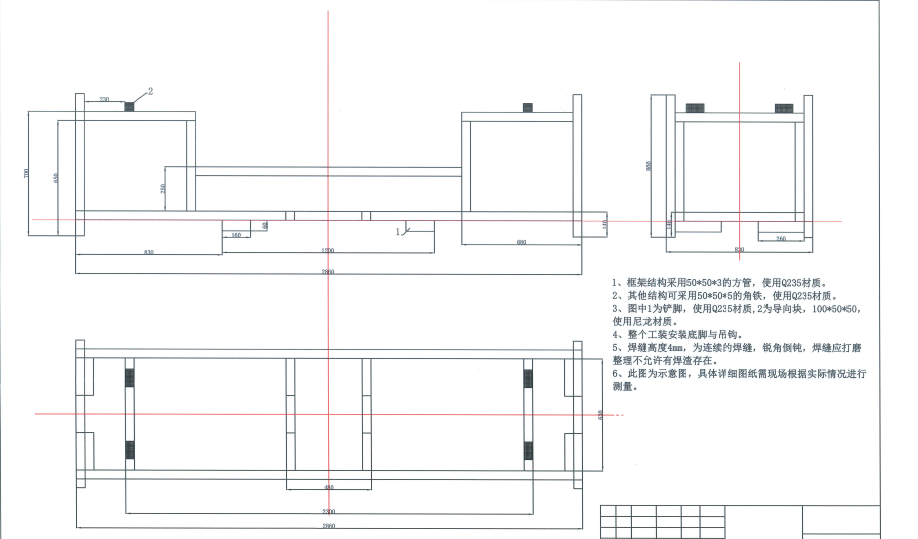 230
2
700
650
250
60
160
1
140
830
1200
680
2860
850
140
260
830
1、框架结构采用50*50*3的方管，使用Q235材质。
2、其他结构可采用50*50*5的角铁，使用Q235材质。
3、图中1为铲脚，使用Q235材质,2为导向块，100*50*50，
使用尼龙材质。
4、整个工装安装底脚与吊钩。
5、焊缝高度4mm，为连续的焊缝，锐角倒钝，焊缝应打磨
整理不允许有焊渣存在。
6、此图为示意图，具体详细图纸需现场根据实际情况进行
测量。
630
480
2300
2860